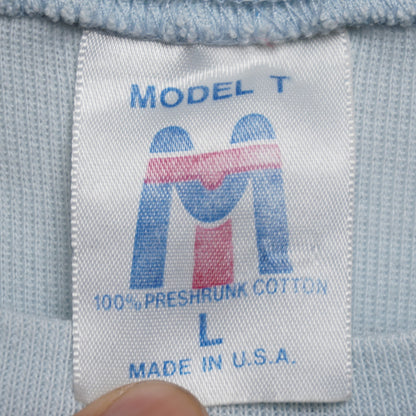 MODEL T
100% PRESHRUNK COTTON
L
MADE IN U.S.A.